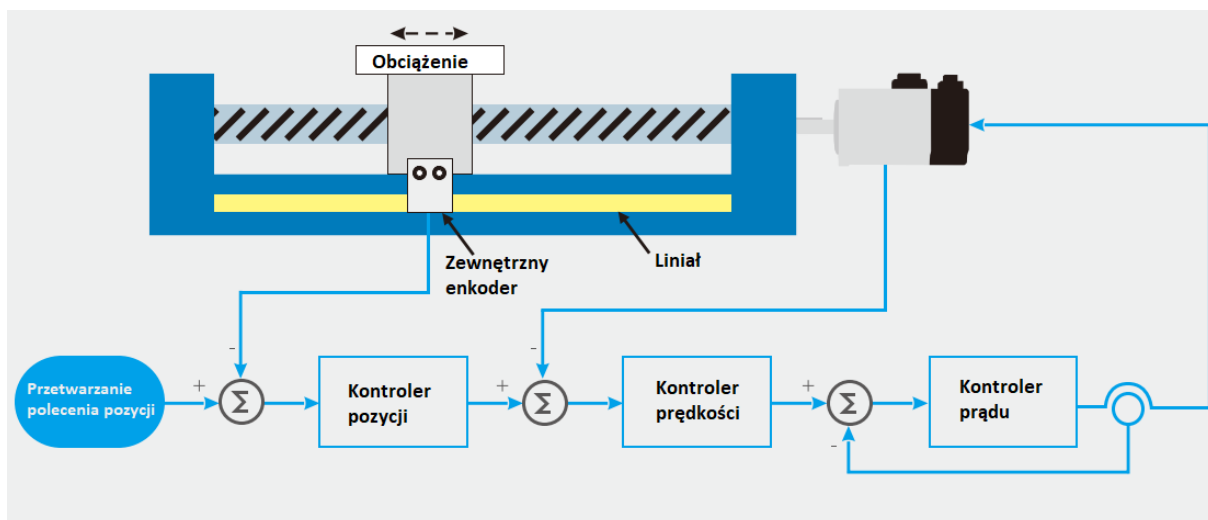 Obciążenie
Zewnętrzny
enkoder
Liniał
-
-
Przetwarzanie
polecenia pozycji
+
Σ
Kontroler
pozycji
+
Σ
Kontroler
prędkości
+
Σ
-
Kontroler
prądu